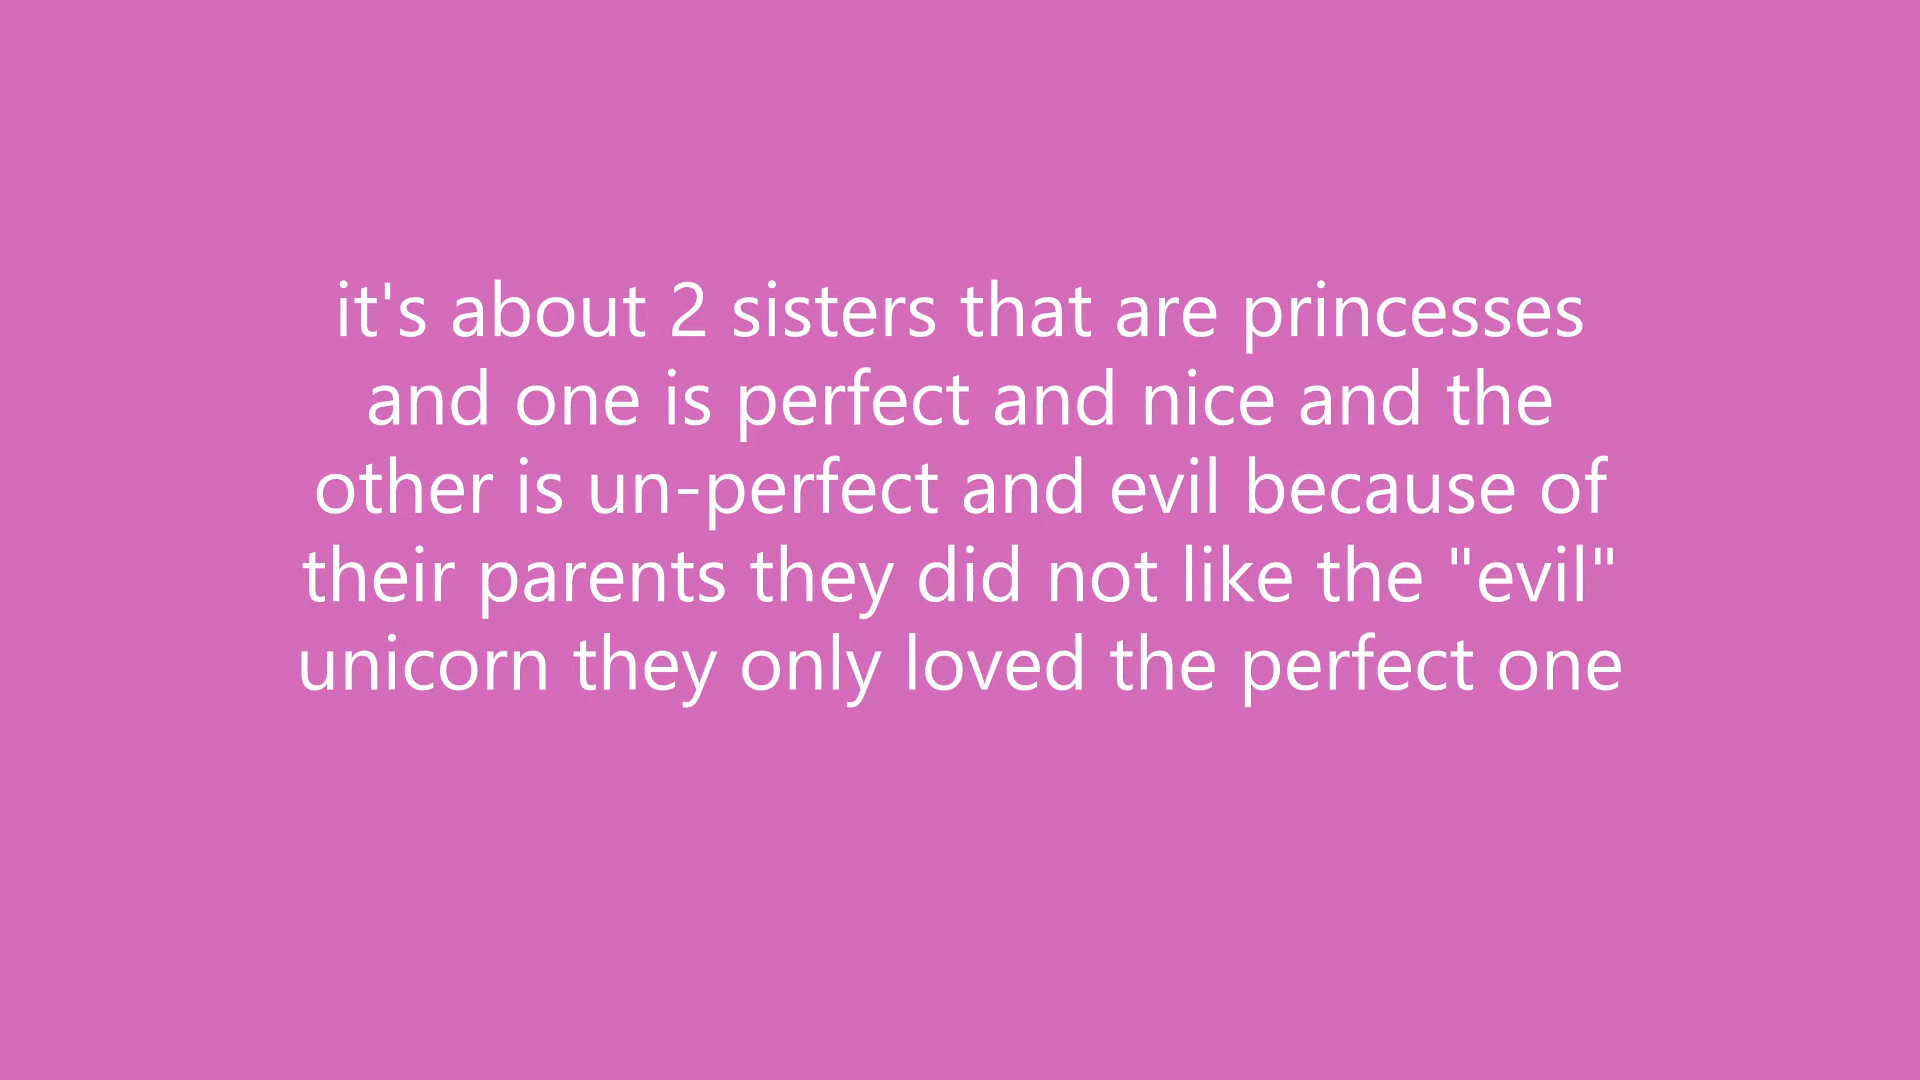 it's about 2 sisters that are princesses
and one is perfect and nice and the
other is un-perfect and evil because of
their parents they did not like the "evil"
unicorn they only loved the perfect one